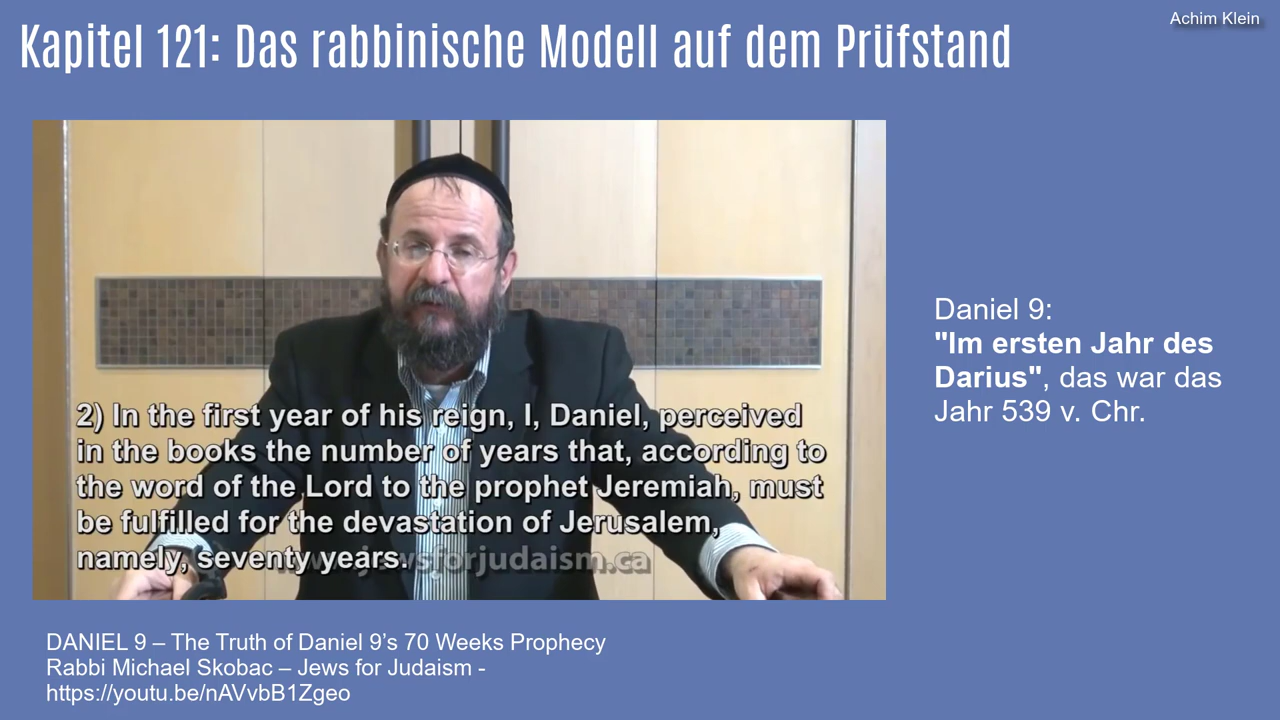 Achim Klein
Kapitel 121: Das rabbinische Modell auf dem Prüfstand
2) In the first year of his reign, I, Daniel, perceived
in the books the number of years that, according to
the word of the Lord to the prophet Jeremiah, must
be fulfilled for the devastation of Jerusalem,
namely, seventy years.
jewsforjudaism.ca
Daniel 9:
"Im ersten Jahr des
Darius", das war das
Jahr 539 v. Chr.
DANIEL 9 – The Truth of Daniel 9’s 70 Weeks Prophecy
Rabbi Michael Skobac – Jews for Judaism -
https://youtu.be/nAVvbB1Zgeo